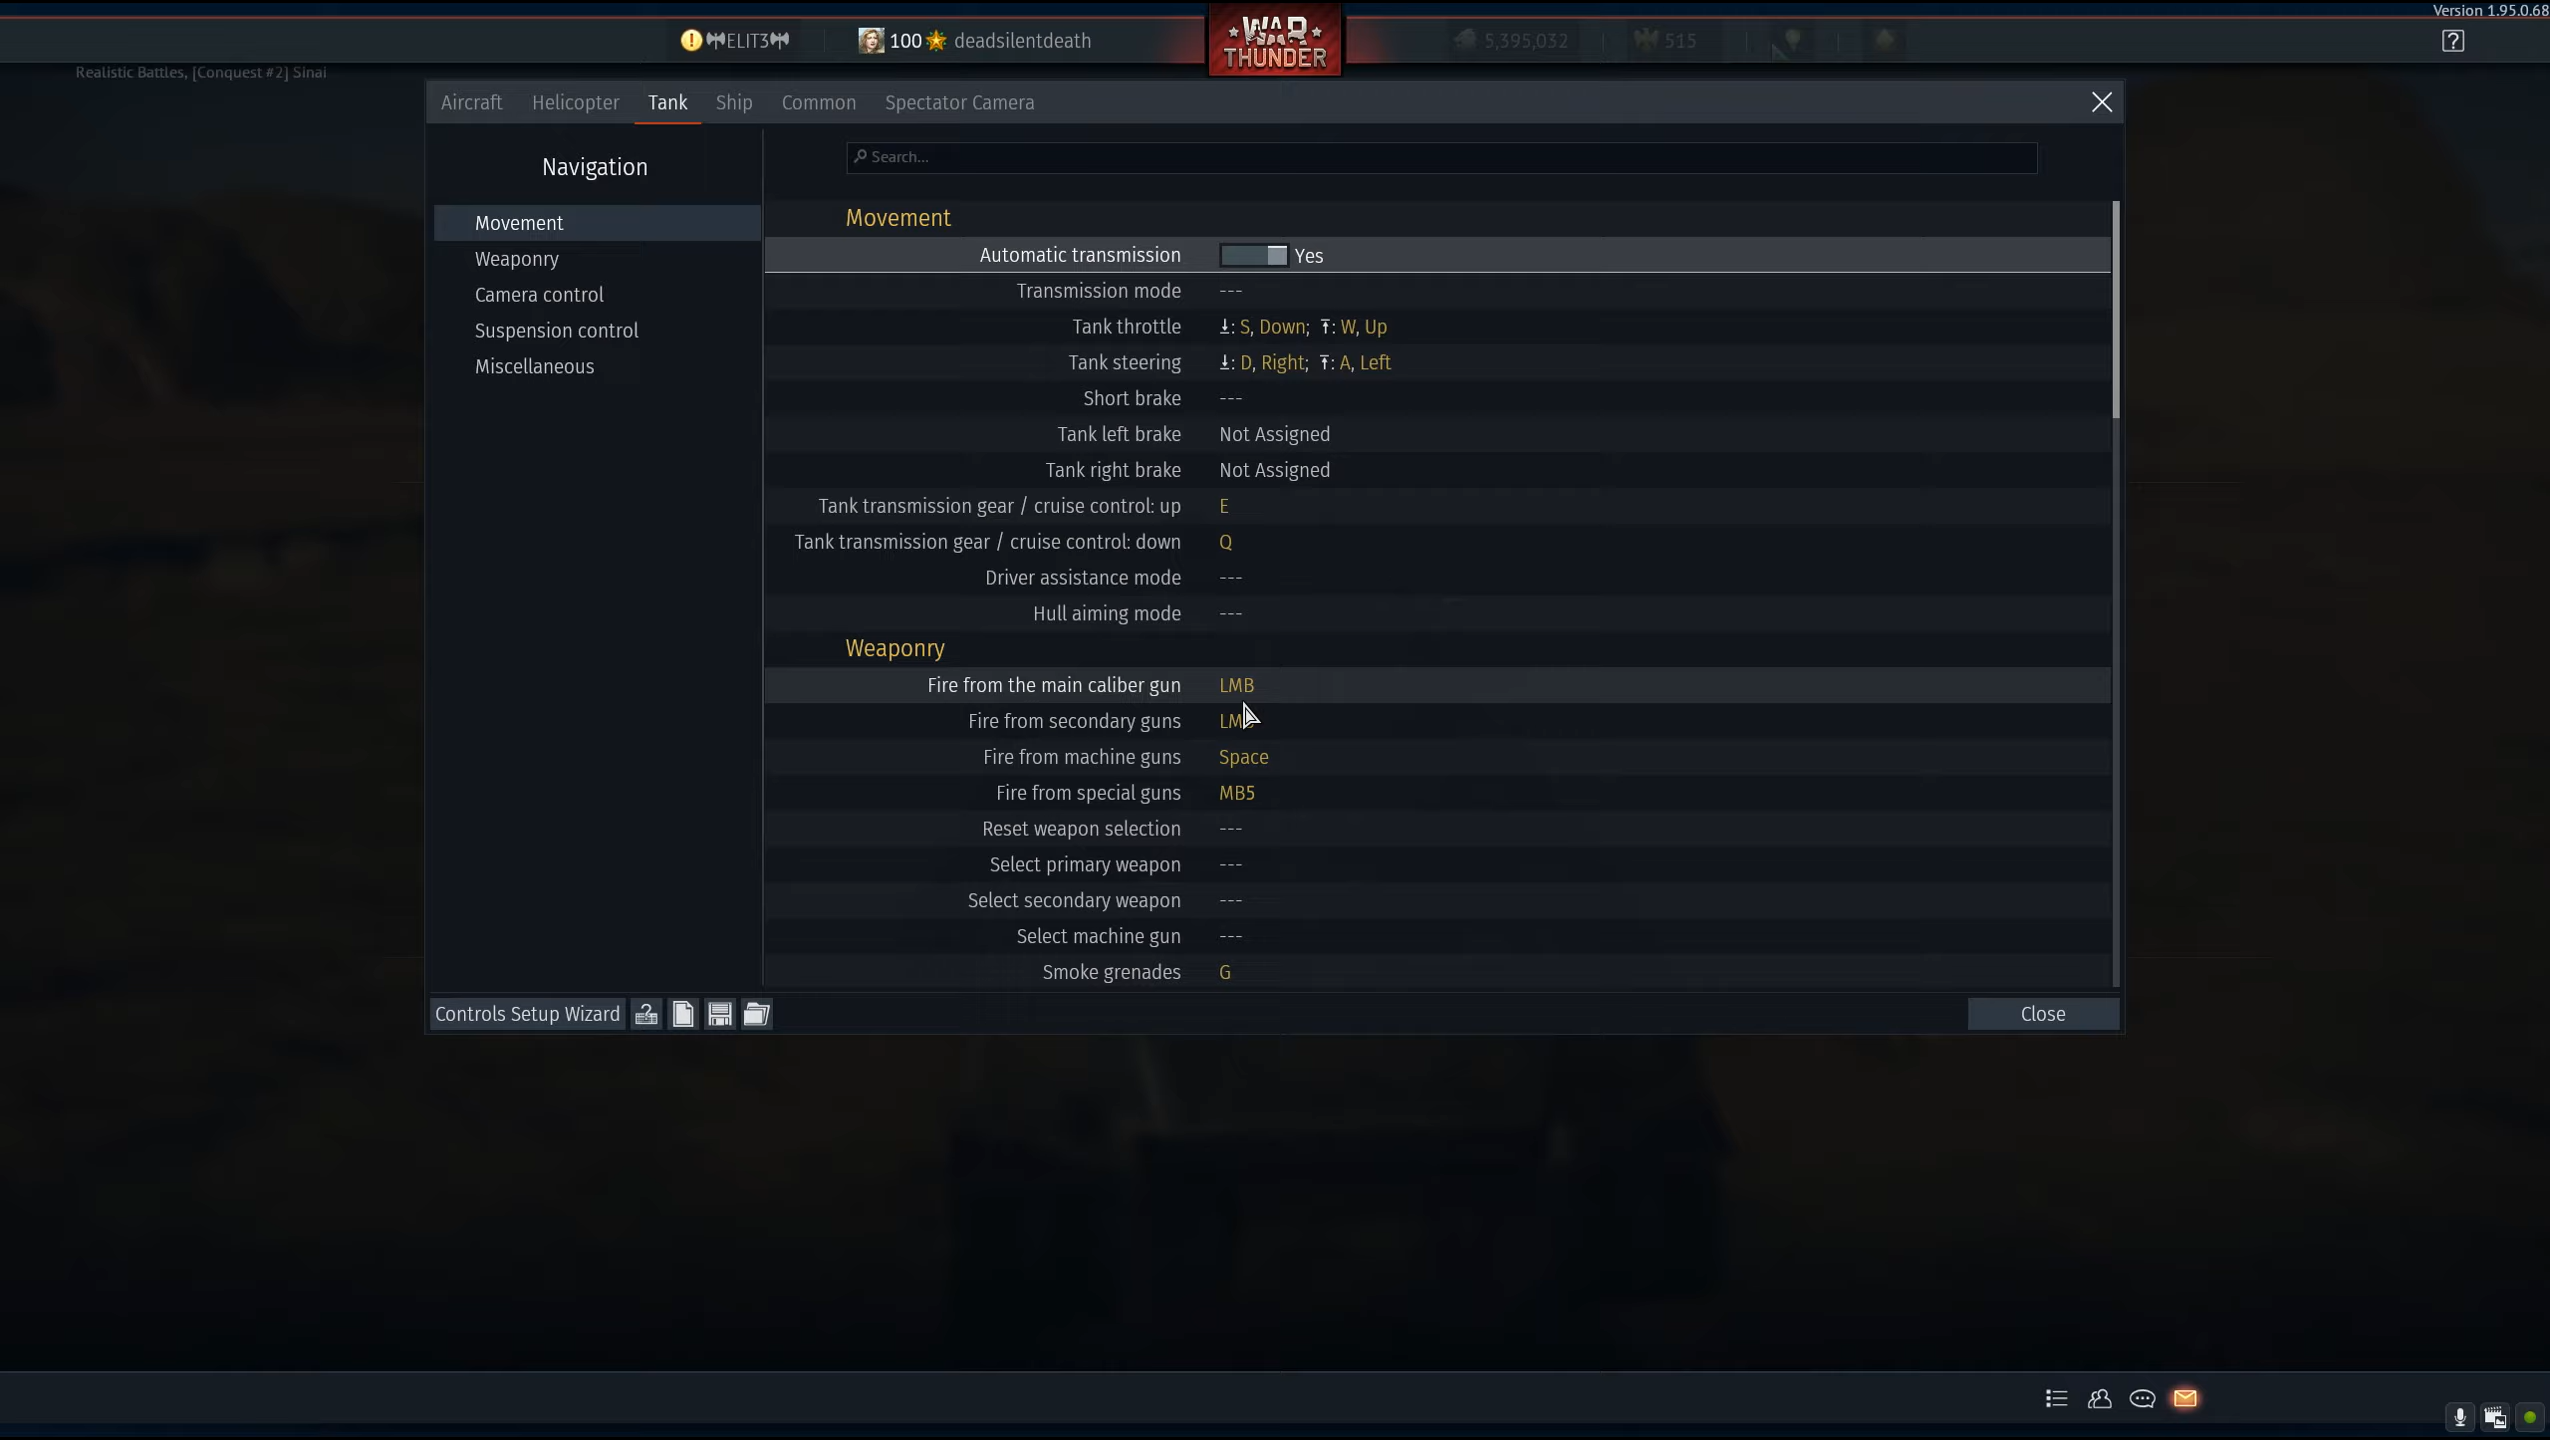 Version 1.95.0.68
ELIT3
100 deadsilentdeath
WAR THUNDER
5,395,032
515
Realistic Battles, [Conquest #2] Sinai
Aircraft Helicopter Tank Ship Common Spectator Camera
Navigation
Movement
Weaponry
Camera control
Suspension control
Miscellaneous
Search...
Movement
Automatic transmission Yes
Transmission mode ---
Tank throttle ↧: S, Down; ↥: W, Up
Tank steering ↧: D, Right; ↥: A, Left
Short brake ---
Tank left brake Not Assigned
Tank right brake Not Assigned
Tank transmission gear / cruise control: up E
Tank transmission gear / cruise control: down Q
Driver assistance mode ---
Hull aiming mode ---
Weaponry
Fire from the main caliber gun LMB
Fire from secondary guns
Fire from machine guns Space
Fire from special guns MB5
Reset weapon selection ---
Select primary weapon ---
Select secondary weapon ---
Select machine gun ---
Smoke grenades G
Controls Setup Wizard
Close